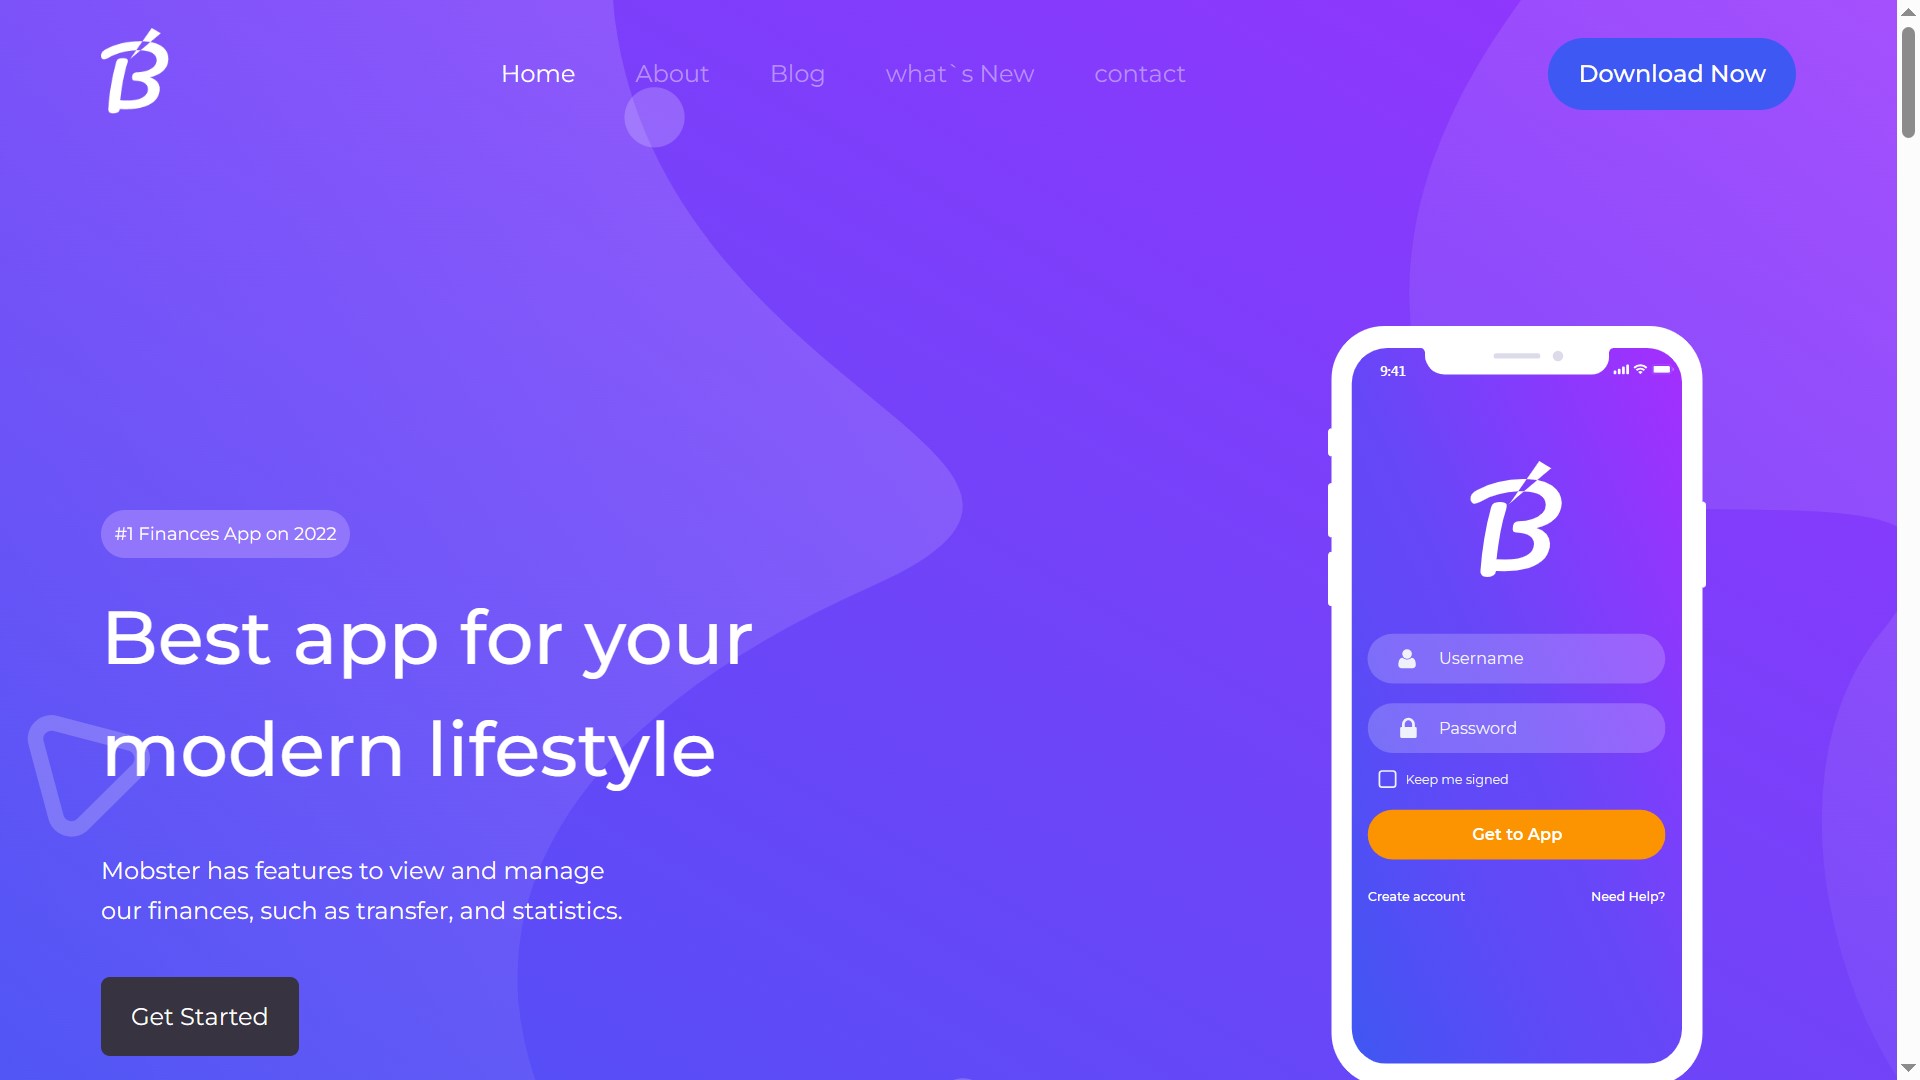 Home
About
Blog
what`s New
contact
Download Now
#1 Finances App on 2022
Best app for your
modern lifestyle
Mobster has features to view and manage
our finances, such as transfer, and statistics.
Get Started
9:41
B
Username
Password
Keep me signed
Get to App
Create account
Need Help?